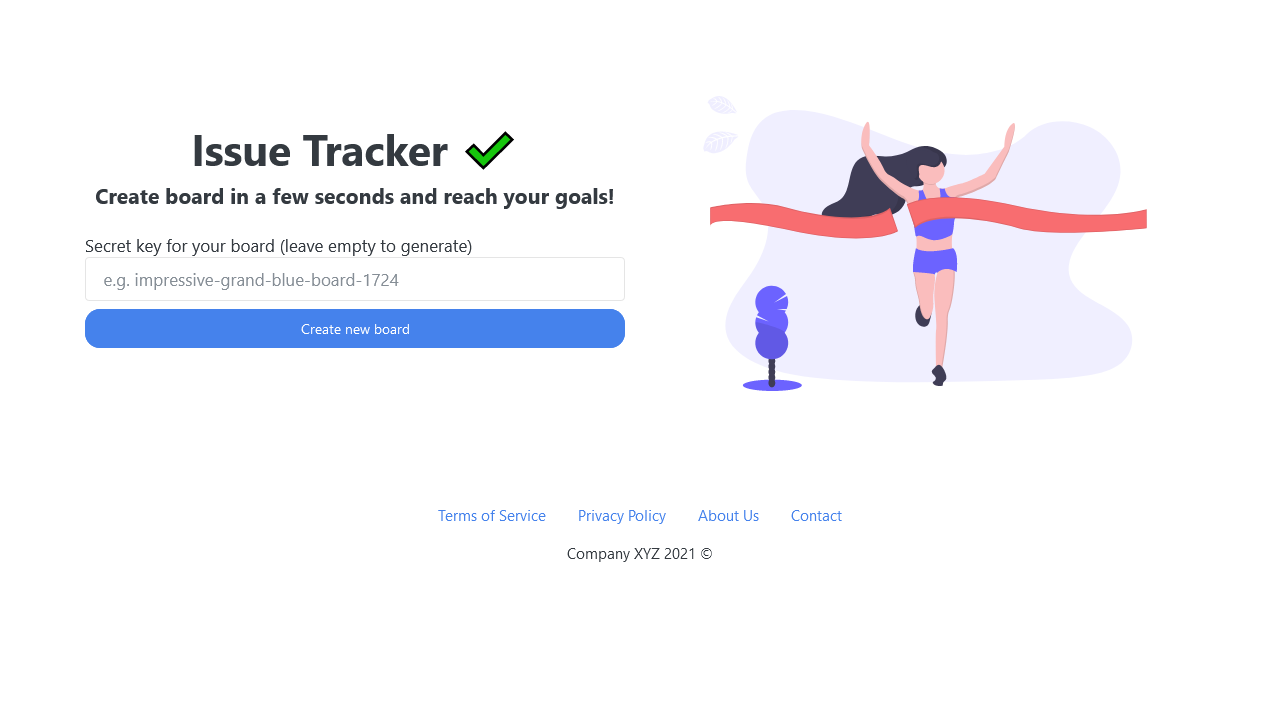 Issue Tracker
Create board in a few seconds and reach your goals!
Secret key for your board (leave empty to generate)
e.g. impressive-grand-blue-board-1724
Create new board
Terms of Service Privacy Policy About Us Contact
Company XYZ 2021 ©